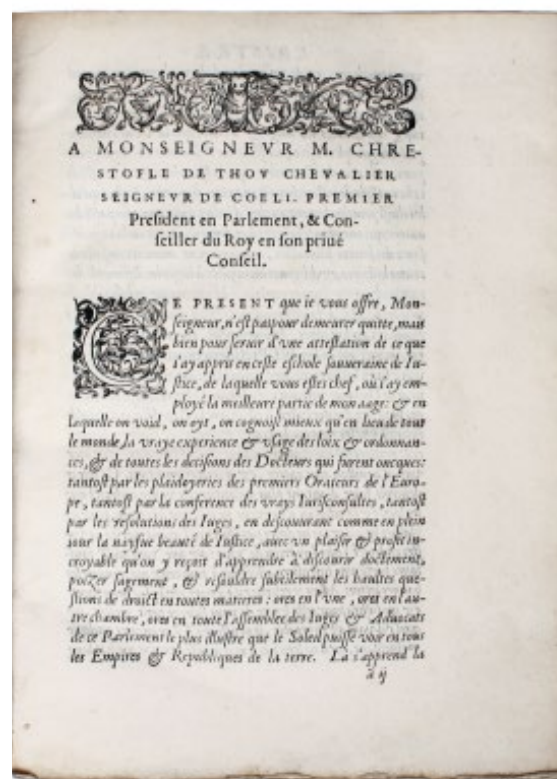 A MONSEIGNEVR M. CHRE-
STOFLE DE THOV CHEVALIER
SEIGNEVR DE COELI. PREMIER
President en Parlement, & Con-
seiller du Roy en son priué
Conseil.
CE PRESENT que ie vous offre, Mon-
seigneur, n'est pas pour demeurer quitte, mais
bien pour seruir d'vne attestation de ce que
i'ay appris en ceste eschole souueraine de Iu-
stice, de laquelle vous estes chef, où i'ay em-
ployé la meilleure partie de mon aage: & en
laquelle on void, on oyt, on cognoist mieux qu'en lieu de tout
le monde, la vraye experience & vsage des loix & ordonnan-
ces, & de toutes les decisions des Docteurs qui furent oncques:
tantost par les plaidoyeries des premiers Orateurs de l'Euro-
pe, tantost par la conference des vrays Iurisconsultes, tantost
par les resolutions des Iuges, en descouurant comme en plein
iour la naysue beauté de Iustice, auec vn plaisir & profit in-
croyable qu'on y reçoit d'apprendre à discourir doctement,
poizer sagement, & resouldre subtilement les haultes que-
stions de droict en toutes matieres: ores en l'vne, ores en l'au-
tre chambre, ores en toute l'assemblee des Iuges & Aduocats
de ce Parlement le plus illustre que le Soleil puisse voir en tous
les Empires & Republiques de la terre. Là i'apprend la
à ij